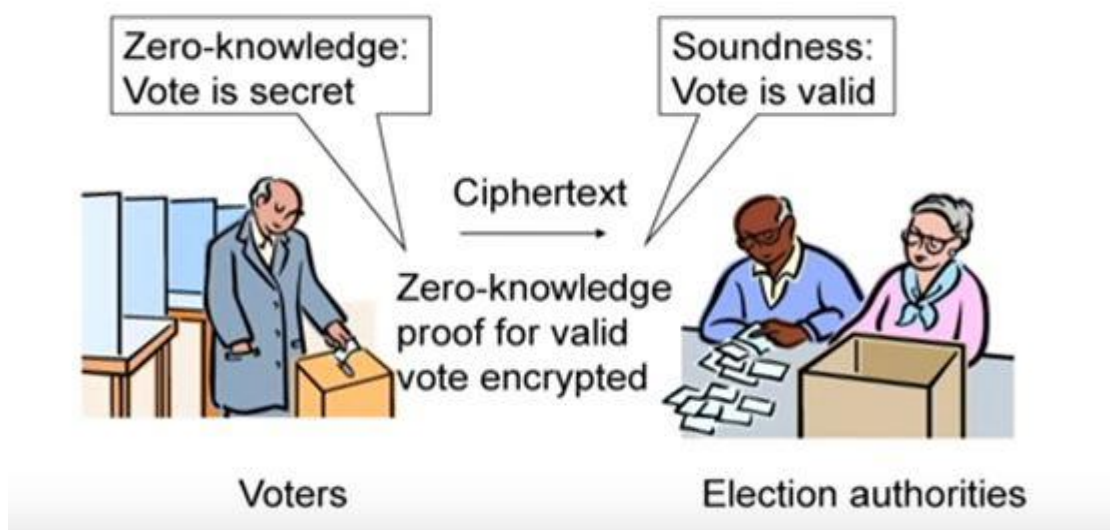 Zero-knowledge:
Vote is secret
Soundness:
Vote is valid
Ciphertext
Zero-knowledge
proof for valid
vote encrypted
Voters
Election authorities